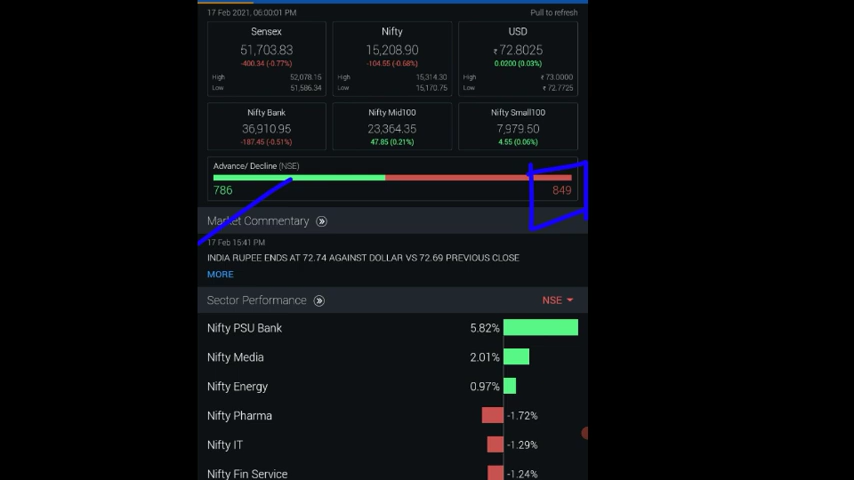 17 Feb 2021, 06:00:01 PM Pull to refresh
Sensex Nifty USD
51,703.83 15,208.90 ₹72.8025
-400.34 (-0.77%) -104.55 (-0.68%) 0.0200 (0.03%)
High 52,078.15 High 15,314.30 High ₹73.0000
Low 51,586.34 Low 15,170.75 Low ₹72.7725
Nifty Bank Nifty Mid100 Nifty Small100
36,910.95 23,364.35 7,979.50
-187.45 (-0.51%) 47.85 (0.21%) 4.55 (0.06%)
Advance/ Decline (NSE)
786 849
Market Commentary
17 Feb 15:41 PM
INDIA RUPEE ENDS AT 72.74 AGAINST DOLLAR VS 72.69 PREVIOUS CLOSE
MORE
Sector Performance NSE
Nifty PSU Bank 5.82%
Nifty Media 2.01%
Nifty Energy 0.97%
Nifty Pharma -1.72%
Nifty IT -1.29%
Nifty Fin Service -1.24%